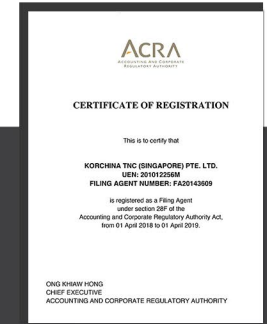 ACRA
ACCOUNTING AND CORPORATE
REGULATORY AUTHORITY
CERTIFICATE OF REGISTRATION
This is to certify that
KORCHINA TNC (SINGAPORE) PTE. LTD.
UEN: 201012256M
FILING AGENT NUMBER: FA20143609
is registered as a Filing Agent
under section 28F of the
Accounting and Corporate Regulatory Authority Act,
from 01 April 2018 to 01 April 2019.
ONG KHIAW HONG
CHIEF EXECUTIVE
ACCOUNTING AND CORPORATE REGULATORY AUTHORITY